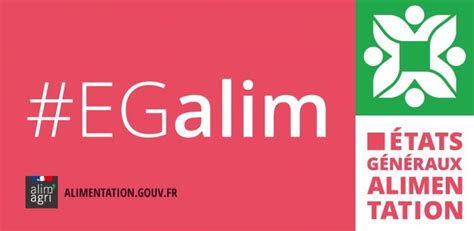 #EGalim
alim'
agri
ALIMENTATION.GOUV.FR
ÉTATS
GÉNÉRAUX
ALIMEN
TATION